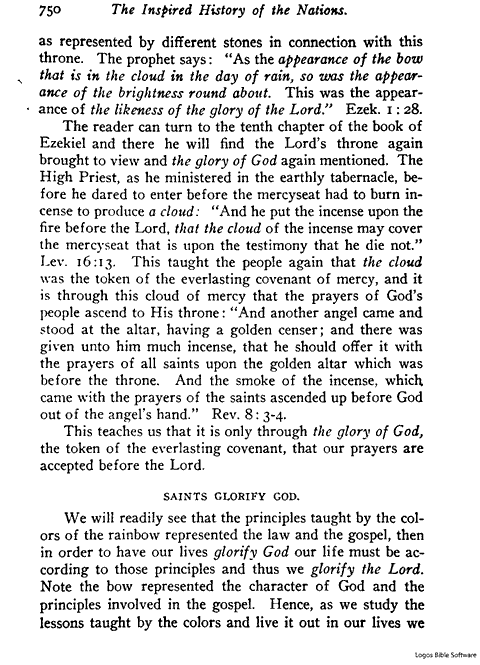 750 The Inspired History of the Nations.
as represented by different stones in connection with this
throne. The prophet says: "As the appearance of the bow
that is in the cloud in the day of rain, so was the appear-
ance of the brightness round about. This was the appear-
ance of the likeness of the glory of the Lord." Ezek. 1:28.
The reader can turn to the tenth chapter of the book of
Ezekiel and there he will find the Lord's throne again
brought to view and the glory of God again mentioned. The
High Priest, as he ministered in the earthly tabernacle, be-
fore he dared to enter before the mercyseat had to burn in-
cense to produce a cloud: "And he put the incense upon the
fire before the Lord, that the cloud of the incense may cover
the mercyseat that is upon the testimony that he die not."
Lev. 16:13. This taught the people again that the cloud
was the token of the everlasting covenant of mercy, and it
is through this cloud of mercy that the prayers of God's
people ascend to His throne: "And another angel came and
stood at the altar, having a golden censer; and there was
given unto him much incense, that he should offer it with
the prayers of all saints upon the golden altar which was
before the throne. And the smoke of the incense, which
came with the prayers of the saints ascended up before God
out of the angel's hand." Rev. 8:3-4.
This teaches us that it is only through the glory of God,
the token of the everlasting covenant, that our prayers are
accepted before the Lord.
SAINTS GLORIFY GOD.
We will readily see that the principles taught by the col-
ors of the rainbow represented the law and the gospel, then
in order to have our lives glorify God our life must be ac-
cording to those principles and thus we glorify the Lord.
Note the bow represented the character of God and the
principles involved in the gospel. Hence, as we study the
lessons taught by the colors and live it out in our lives we
Logos Bible Software